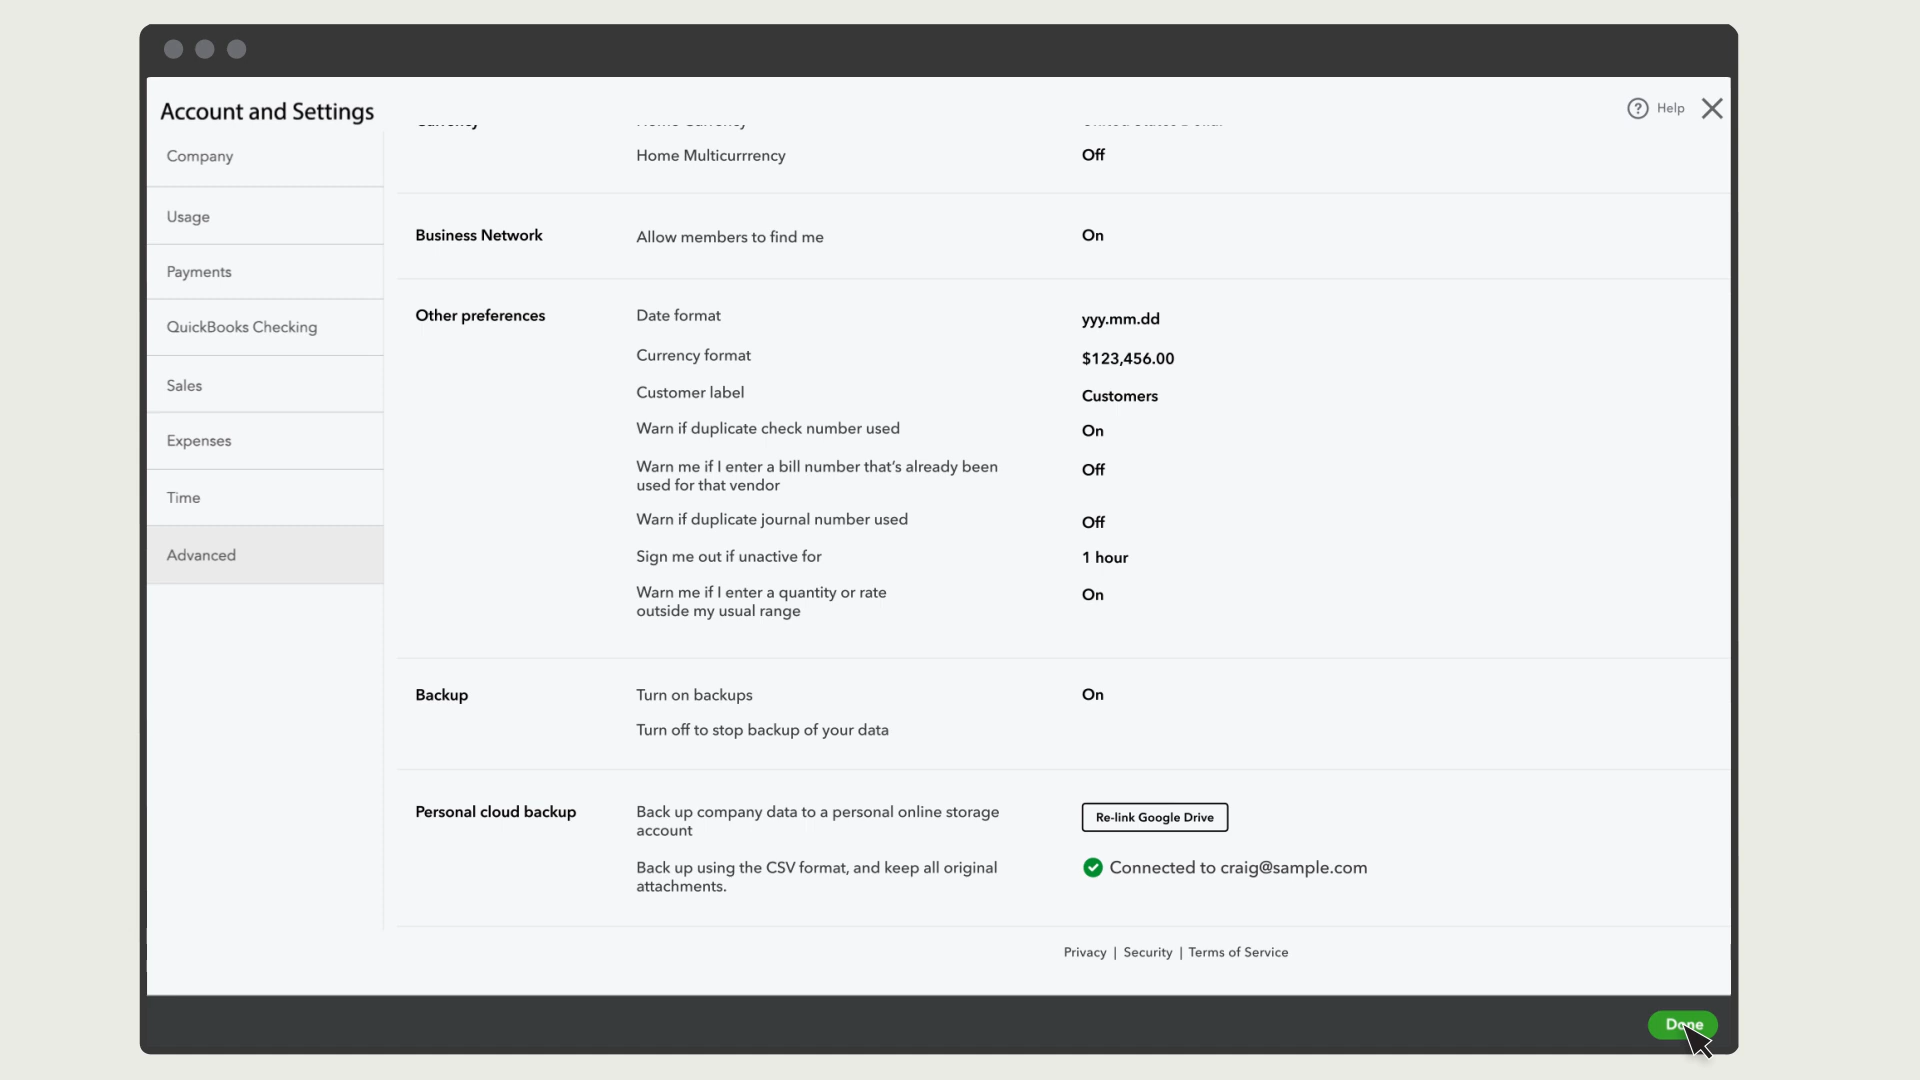 Account and Settings
Help
Company
Usage
Payments
QuickBooks Checking
Sales
Expenses
Time
Advanced
Currency Home Currency United States Dollar
Home Multicurrrency Off
Business Network Allow members to find me On
Other preferences Date format yyy.mm.dd
Currency format $123,456.00
Customer label Customers
Warn if duplicate check number used On
Warn me if I enter a bill number that's already been Off
used for that vendor
Warn if duplicate journal number used Off
Sign me out if unactive for 1 hour
Warn me if I enter a quantity or rate On
outside my usual range
Backup Turn on backups On
Turn off to stop backup of your data
Personal cloud backup Back up company data to a personal online storage Re-link Google Drive
account
Back up using the CSV format, and keep all original Connected to craig@sample.com
attachments.
Privacy | Security | Terms of Service
Done